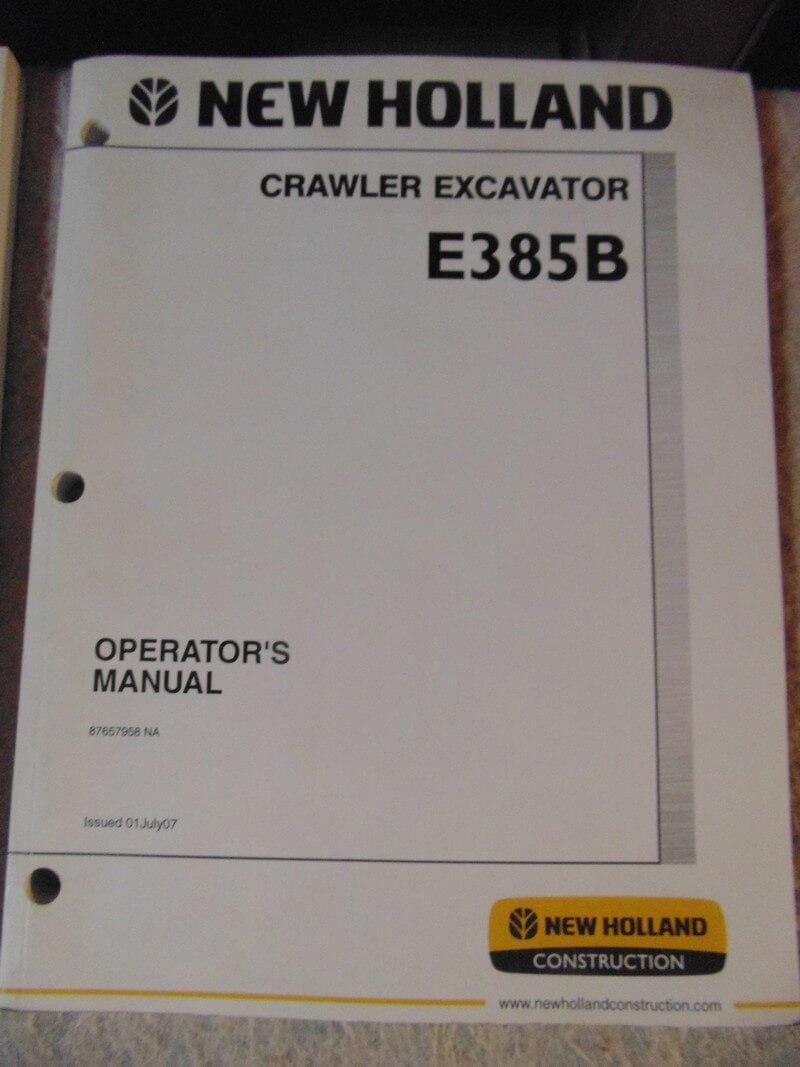 NEW HOLLAND
CRAWLER EXCAVATOR
E385B
OPERATOR'S
MANUAL
87657958 NA
Issued 01July07
NEW HOLLAND
CONSTRUCTION
www.newhollandconstruction.com